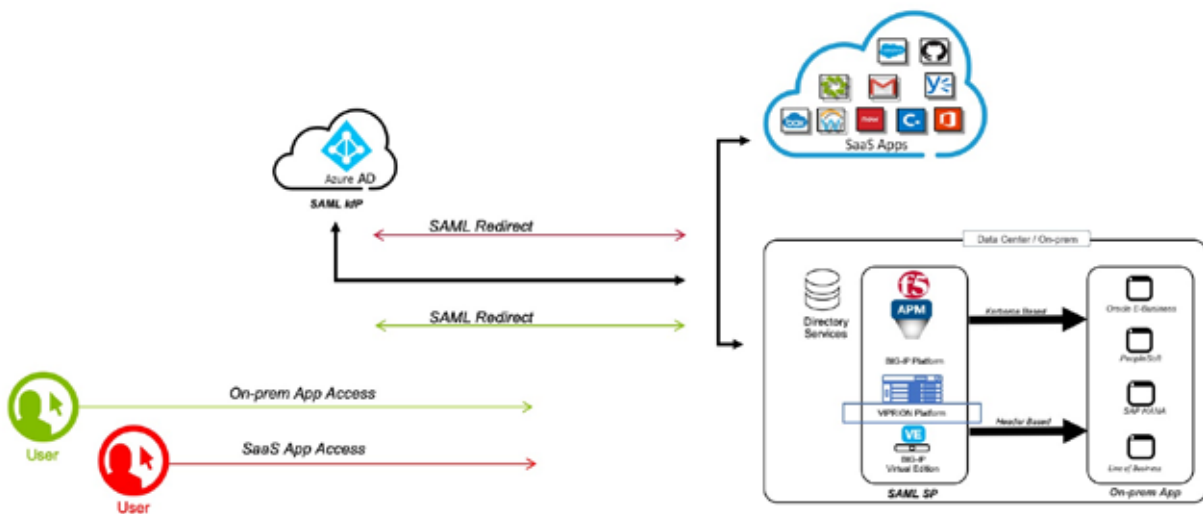 SaaS Apps
Azure AD
SAML IdP
SAML Redirect
Data Center / On-prem
f5
APM
Directory
Services
Kerberos Based
Oracle E-Business
SAML Redirect
BIG-IP Platform
PeopleSoft
On-prem App Access
VIPRION Platform
SAP HANA
Header Based
VE
BIG-IP
Virtual Edition
Line of Business
User
SaaS App Access
SAML SP
On-prem App
User